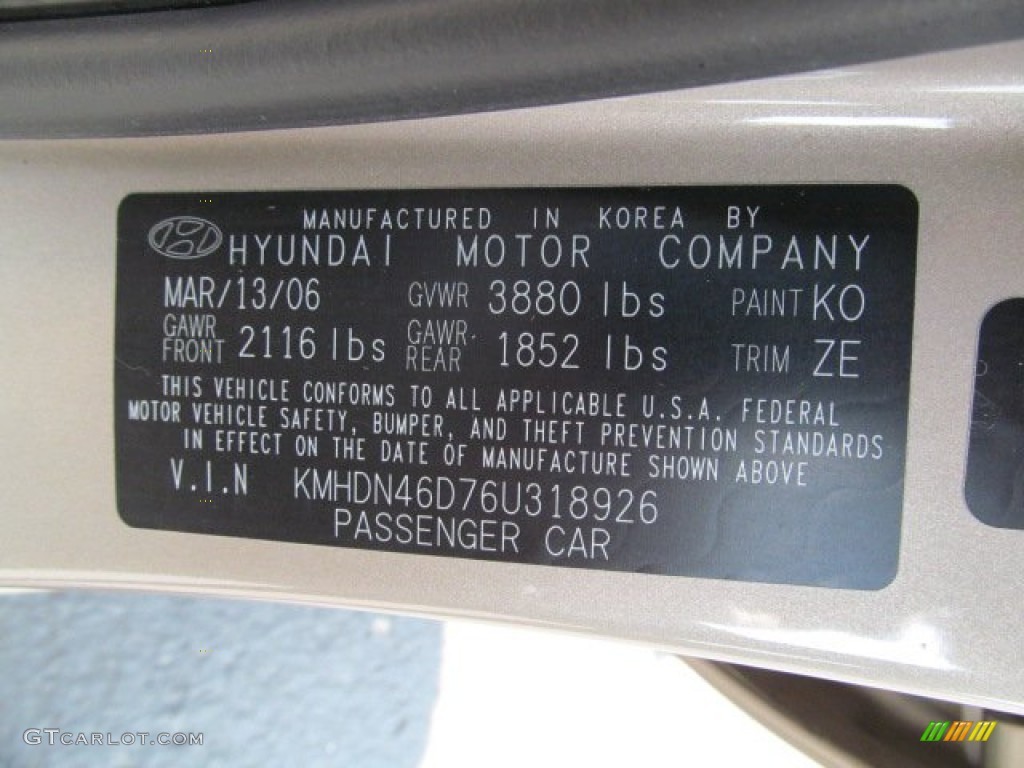 MANUFACTURED IN KOREA BY
HYUNDAI MOTOR COMPANY
MAR/13/06 GVWR 3880 lbs PAINT KO
GAWR FRONT 2116 lbs GAWR REAR 1852 lbs TRIM ZE
THIS VEHICLE CONFORMS TO ALL APPLICABLE U.S.A. FEDERAL
MOTOR VEHICLE SAFETY, BUMPER, AND THEFT PREVENTION STANDARDS
IN EFFECT ON THE DATE OF MANUFACTURE SHOWN ABOVE
V.I.N KMHDN46D76U318926
PASSENGER CAR
GTCARLOT.COM